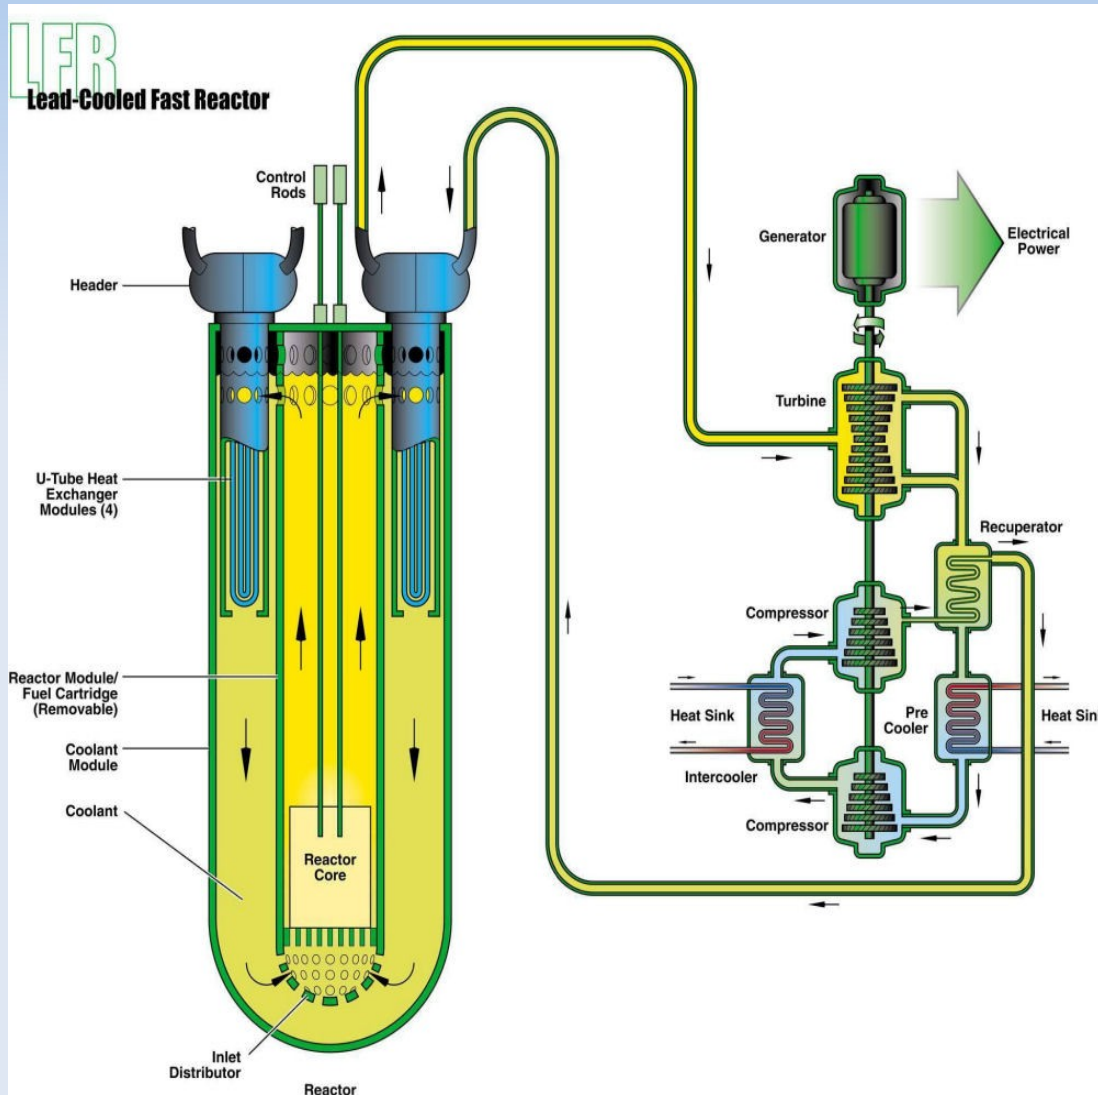 LFR
Lead-Cooled Fast Reactor
Control
Rods
Generator
Electrical
Power
Header
Turbine
U-Tube Heat
Exchanger
Modules (4)
Recuperator
Compressor
Reactor Module/
Fuel Cartridge
(Removable)
Heat Sink
Pre
Cooler
Heat Sin
Coolant
Module
Intercooler
Coolant
Compressor
Reactor
Core
Inlet
Distributor
Reactor